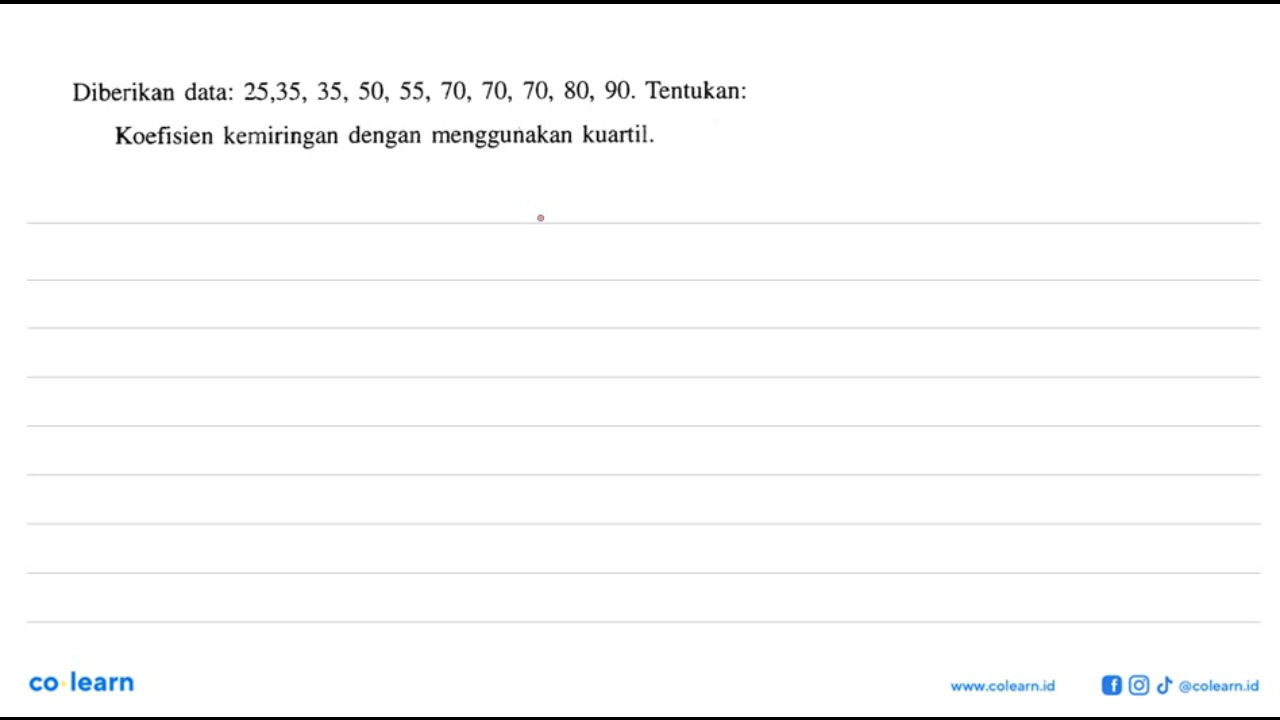 Diberikan data: 25,35, 35, 50, 55, 70, 70, 70, 80, 90. Tentukan:
Koefisien kemiringan dengan menggunakan kuartil.
co learn
www.colearn.id
@colearn.id